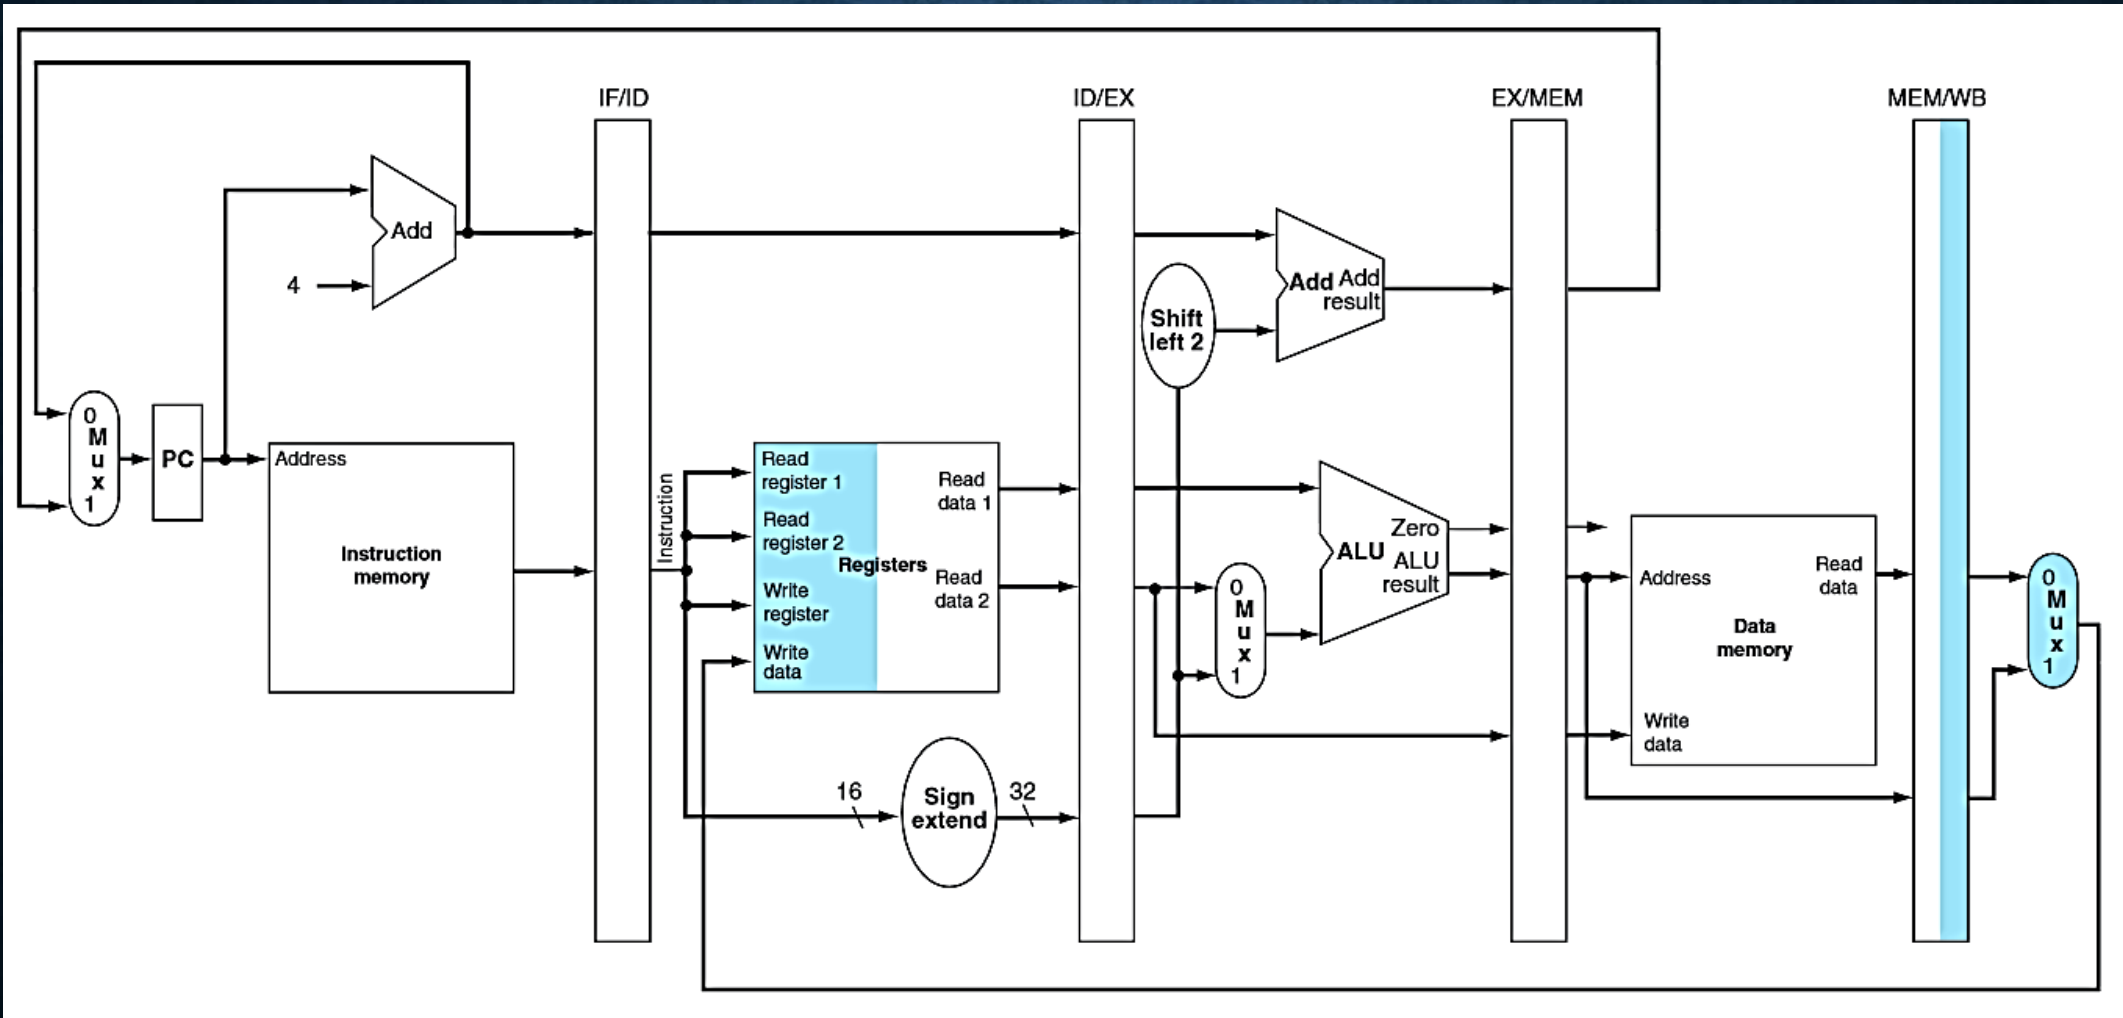 IF/ID
ID/EX
EX/MEM
MEM/WB
Add
4
Add Add
result
Shift
left 2
0
M
u
x
1
PC
Address
Instruction
memory
Instruction
Read
register 1
Read
register 2
Write
register
Write
data
Registers
Read
data 1
Read
data 2
16
Sign
extend
32
0
M
u
x
1
ALU
Zero
ALU
result
Address
Read
data
Data
memory
Write
data
0
M
u
x
1